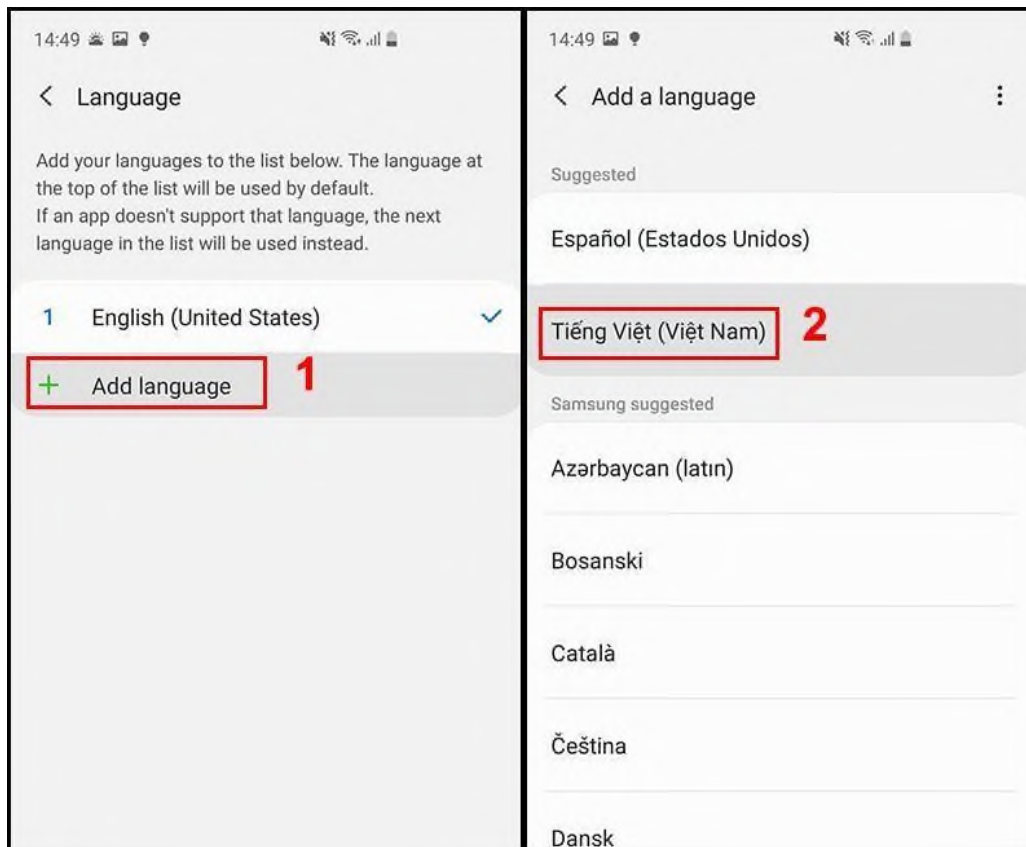 14:49
Language
Add your languages to the list below. The language at
the top of the list will be used by default.
If an app doesn't support that language, the next
language in the list will be used instead.
1 English (United States)
+ Add language
1
14:49
Add a language
Suggested
Español (Estados Unidos)
Tiếng Việt (Việt Nam)
2
Samsung suggested
Azərbaycan (latın)
Bosanski
Català
Čeština
Dansk